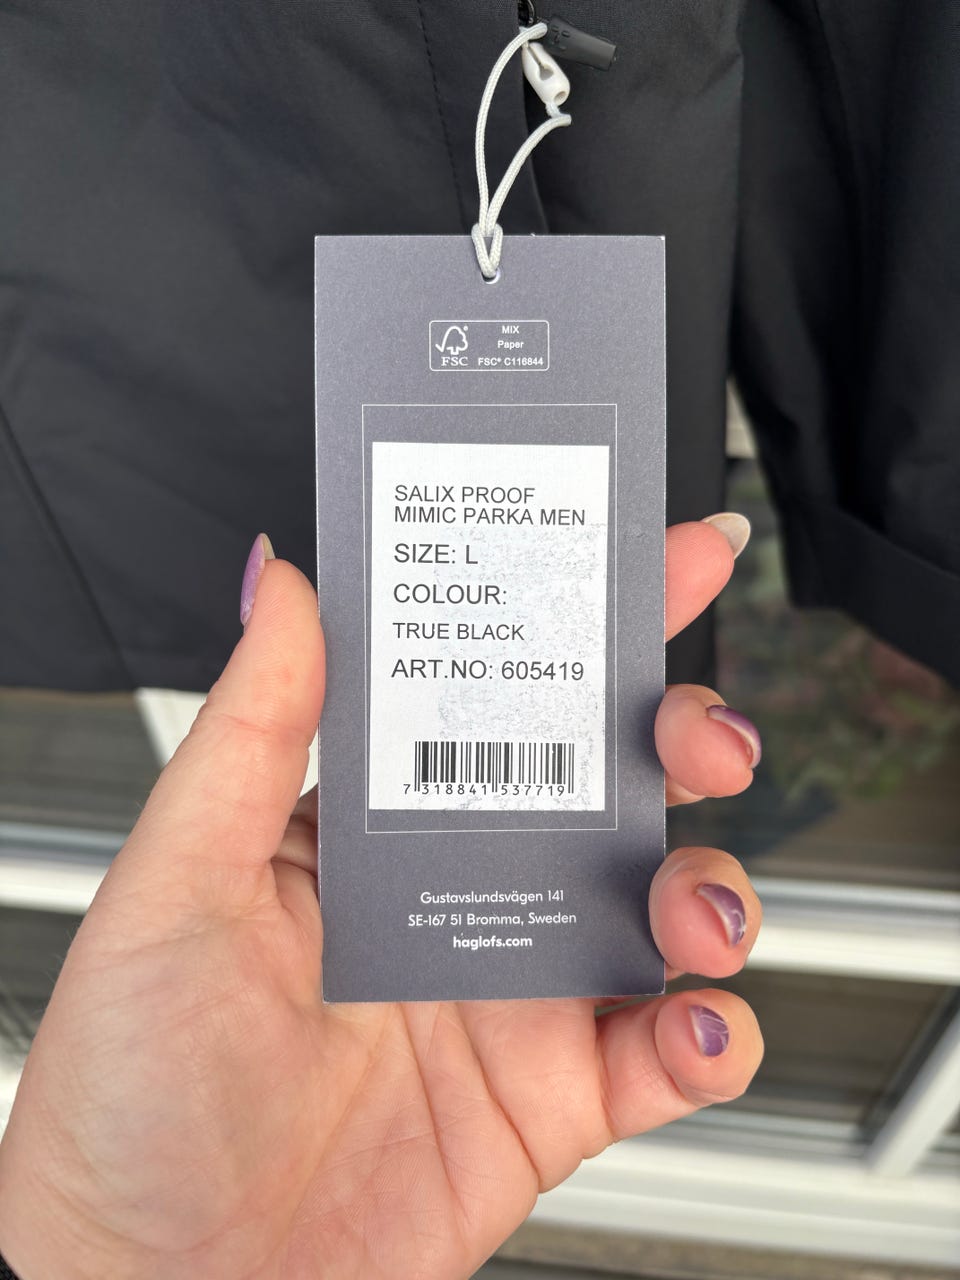 MIX
Paper
FSC® C116844
FSC
SALIX PROOF
MIMIC PARKA MEN
SIZE: L
COLOUR:
TRUE BLACK
ART.NO: 605419
7 318841 537719
Gustavslundsvägen 141
SE-167 51 Bromma, Sweden
haglofs.com